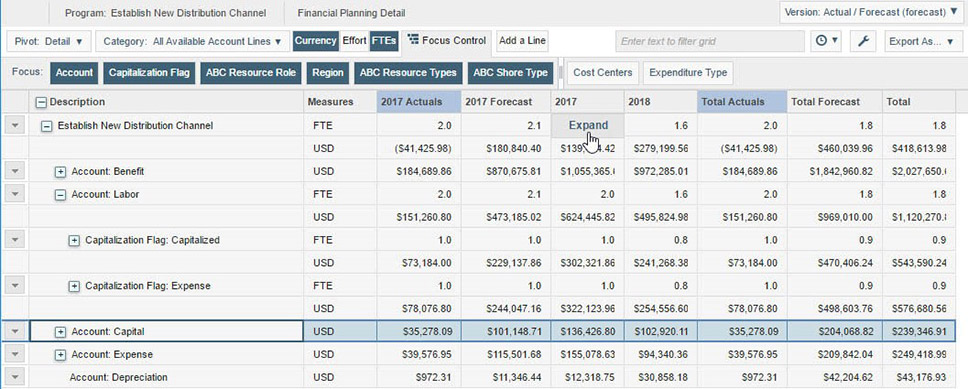 Program: Establish New Distribution Channel Financial Planning Detail Version: Actual / Forecast (forecast)
Pivot: Detail Category: All Available Account Lines Currency Effort FTEs Focus Control Add a Line Enter text to filter grid Export As...
Focus: Account Capitalization Flag ABC Resource Role Region ABC Resource Types ABC Shore Type Cost Centers Expenditure Type
Description Measures 2017 Actuals 2017 Forecast 2017 2018 Total Actuals Total Forecast Total
Establish New Distribution Channel FTE 2.0 2.1 Expand 1.6 2.0 1.8 1.8
USD ($41,425.98) $180,840.40 $279,199.56 ($41,425.98) $460,039.96 $418,613.98
Account: Benefit USD $184,689.86 $870,675.81 $1,055,365.6 $972,285.01 $184,689.86 $1,842,960.82 $2,027,650.
Account: Labor FTE 2.0 2.1 2.0 1.6 2.0 1.8 1.8
USD $151,260.80 $473,185.02 $624,445.82 $495,824.98 $151,260.80 $969,010.00 $1,120,270.
Capitalization Flag: Capitalized FTE 1.0 1.0 1.0 0.8 1.0 0.9 0.9
USD $73,184.00 $229,137.86 $302,321.86 $241,268.38 $73,184.00 $470,406.24 $543,590.24
Capitalization Flag: Expense FTE 1.0 1.0 1.0 0.8 1.0 0.9 0.9
USD $78,076.80 $244,047.16 $322,123.96 $254,556.60 $78,076.80 $498,603.76 $576,680.56
Account: Capital USD $35,278.09 $101,148.71 $136,426.80 $102,920.11 $35,278.09 $204,068.82 $239,346.91
Account: Expense USD $39,576.95 $115,501.68 $155,078.63 $94,340.36 $39,576.95 $209,842.04 $249,418.99
Account: Depreciation USD $972.31 $11,346.44 $12,318.75 $30,858.18 $972.31 $42,204.62 $43,176.93